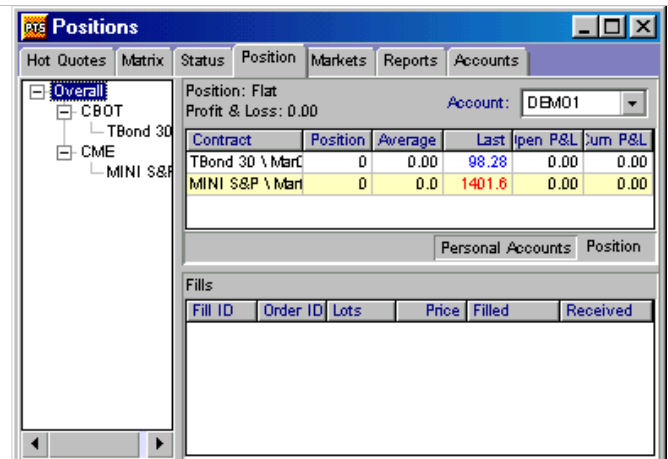 PTS Positions
Hot Quotes Matrix Status Position Markets Reports Accounts
Overall
CBOT
TBond 30
CME
MINI S&P
Position: Flat
Profit & Loss: 0.00
Account: DEMO1
Contract Position Average Last pen P&L Cum P&L
TBond 30 \ Mar 0 0.00 98.28 0.00 0.00
MINI S&P \ Mar 0 0.0 1401.6 0.00 0.00
Personal Accounts Position
Fills
Fill ID Order ID Lots Price Filled Received